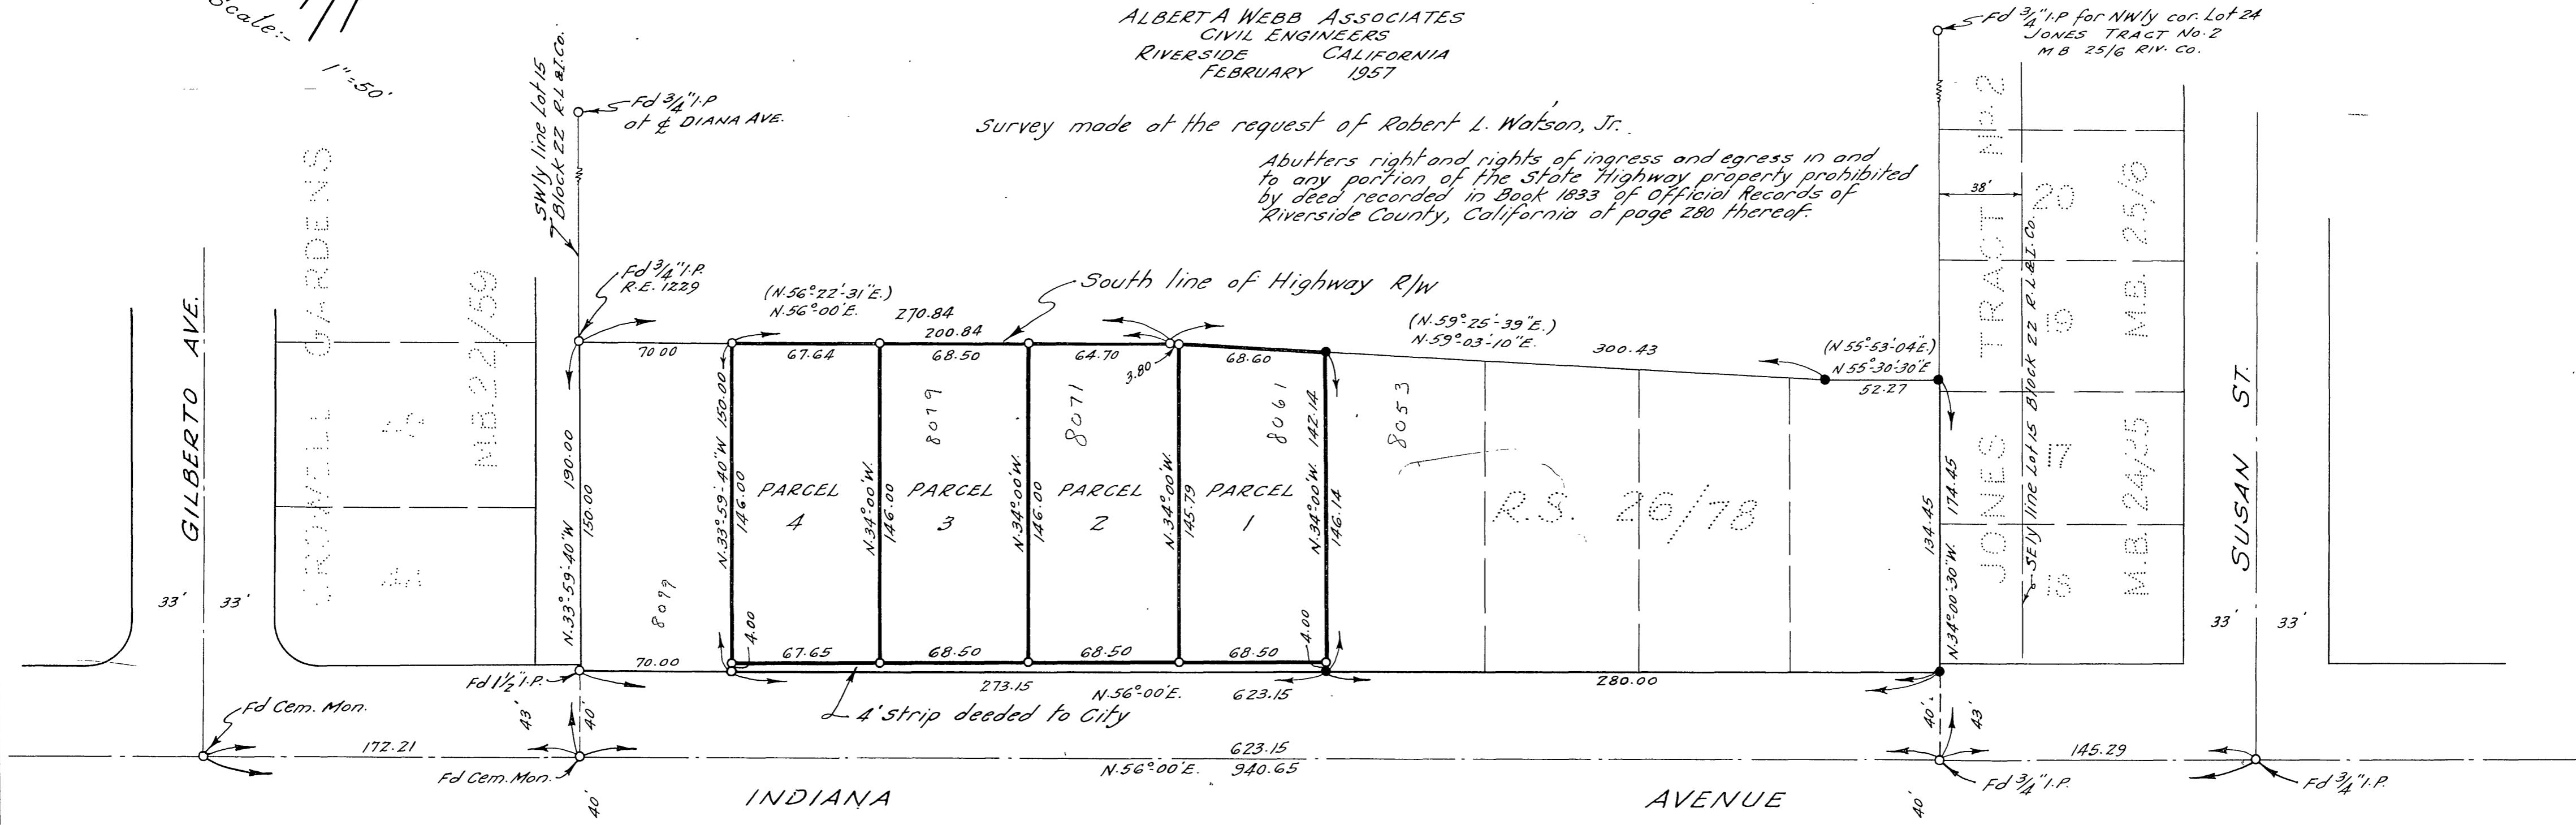 Scale:-
1"=50'
ALBERT A WEBB ASSOCIATES
CIVIL ENGINEERS
RIVERSIDE CALIFORNIA
FEBRUARY 1957
Survey made at the request of Robert L. Watson, Jr.
Abutters right and rights of ingress and egress in and
to any portion of the State Highway property prohibited
by deed recorded in Book 1833 of Official Records of
Riverside County, California at page 280 thereof.
Fd 3/4" I.P. for NWly cor. Lot 24
JONES TRACT No. 2
M B 25/6 RIV. CO.
SWly line Lot 15
Block 22 R.L.&I.Co.
Fd 3/4" I.P
at ℄ DIANA AVE.
Fd 3/4" I.P.
R.E. 1229
(N.56°-22'-31"E.)
N.56°-00'E.
270.84
200.84
South line of Highway R/W
(N.59°-25'-39"E.)
N.59°-03'-10"E.
300.43
(N 55°-53'-04"E.)
N 55°-30'-30"E
52.27
70.00
67.64
68.50
64.70
3.80
68.60
GILBERTO AVE.
33' 33'
GARDENS
M.B. 22/59
N.33°-59'-40"W 190.00
150.00
8099
N.33°-59'-40"W 150.00
146.00
PARCEL
4
N.34°-00'W.
146.00
8079
PARCEL
3
N.34°-00'W.
146.00
8071
PARCEL
2
N.34°-00'W.
145.79
8061
PARCEL
1
N.34°-00'W. 142.14
146.14
8053
R.S. 26/78
134.45
N.34°-00'-30"W. 174.45
38'
JONES TRACT No. 2
SEly line Lot 15 Block 22 R.L.&I.Co.
20
19
17
18
M.B. 25/6
M.B. 24/35
SUSAN ST.
33' 33'
4.00
4.00
70.00
67.65
68.50
68.50
68.50
Fd 1 1/2" I.P.
273.15
N.56°-00'E. 623.15
280.00
4' Strip deeded to City
Fd Cem. Mon.
43'
40'
40'
43'
172.21
623.15
N.56°-00'E. 940.65
145.29
Fd Cem. Mon.
40'
Fd 3/4" I.P.
Fd 3/4" I.P.
40'
INDIANA AVENUE